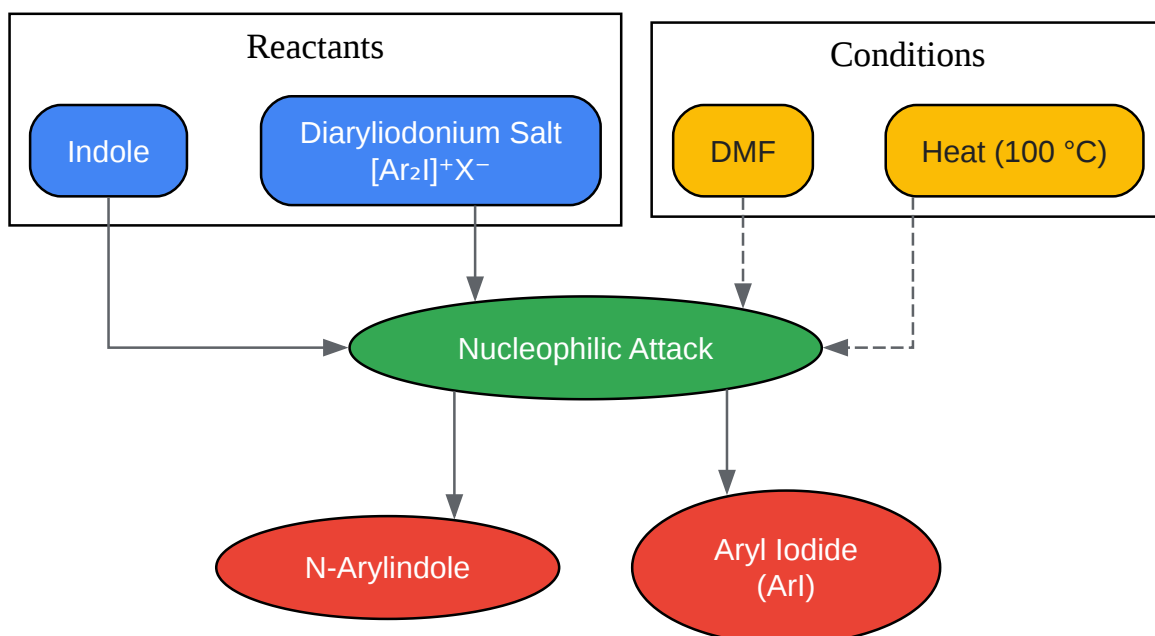 Reactants
Conditions
Indole
Diaryliodonium Salt
[Ar₂I]⁺X⁻
DMF
Heat (100 °C)
Nucleophilic Attack
N-Arylindole
Aryl Iodide
(ArI)